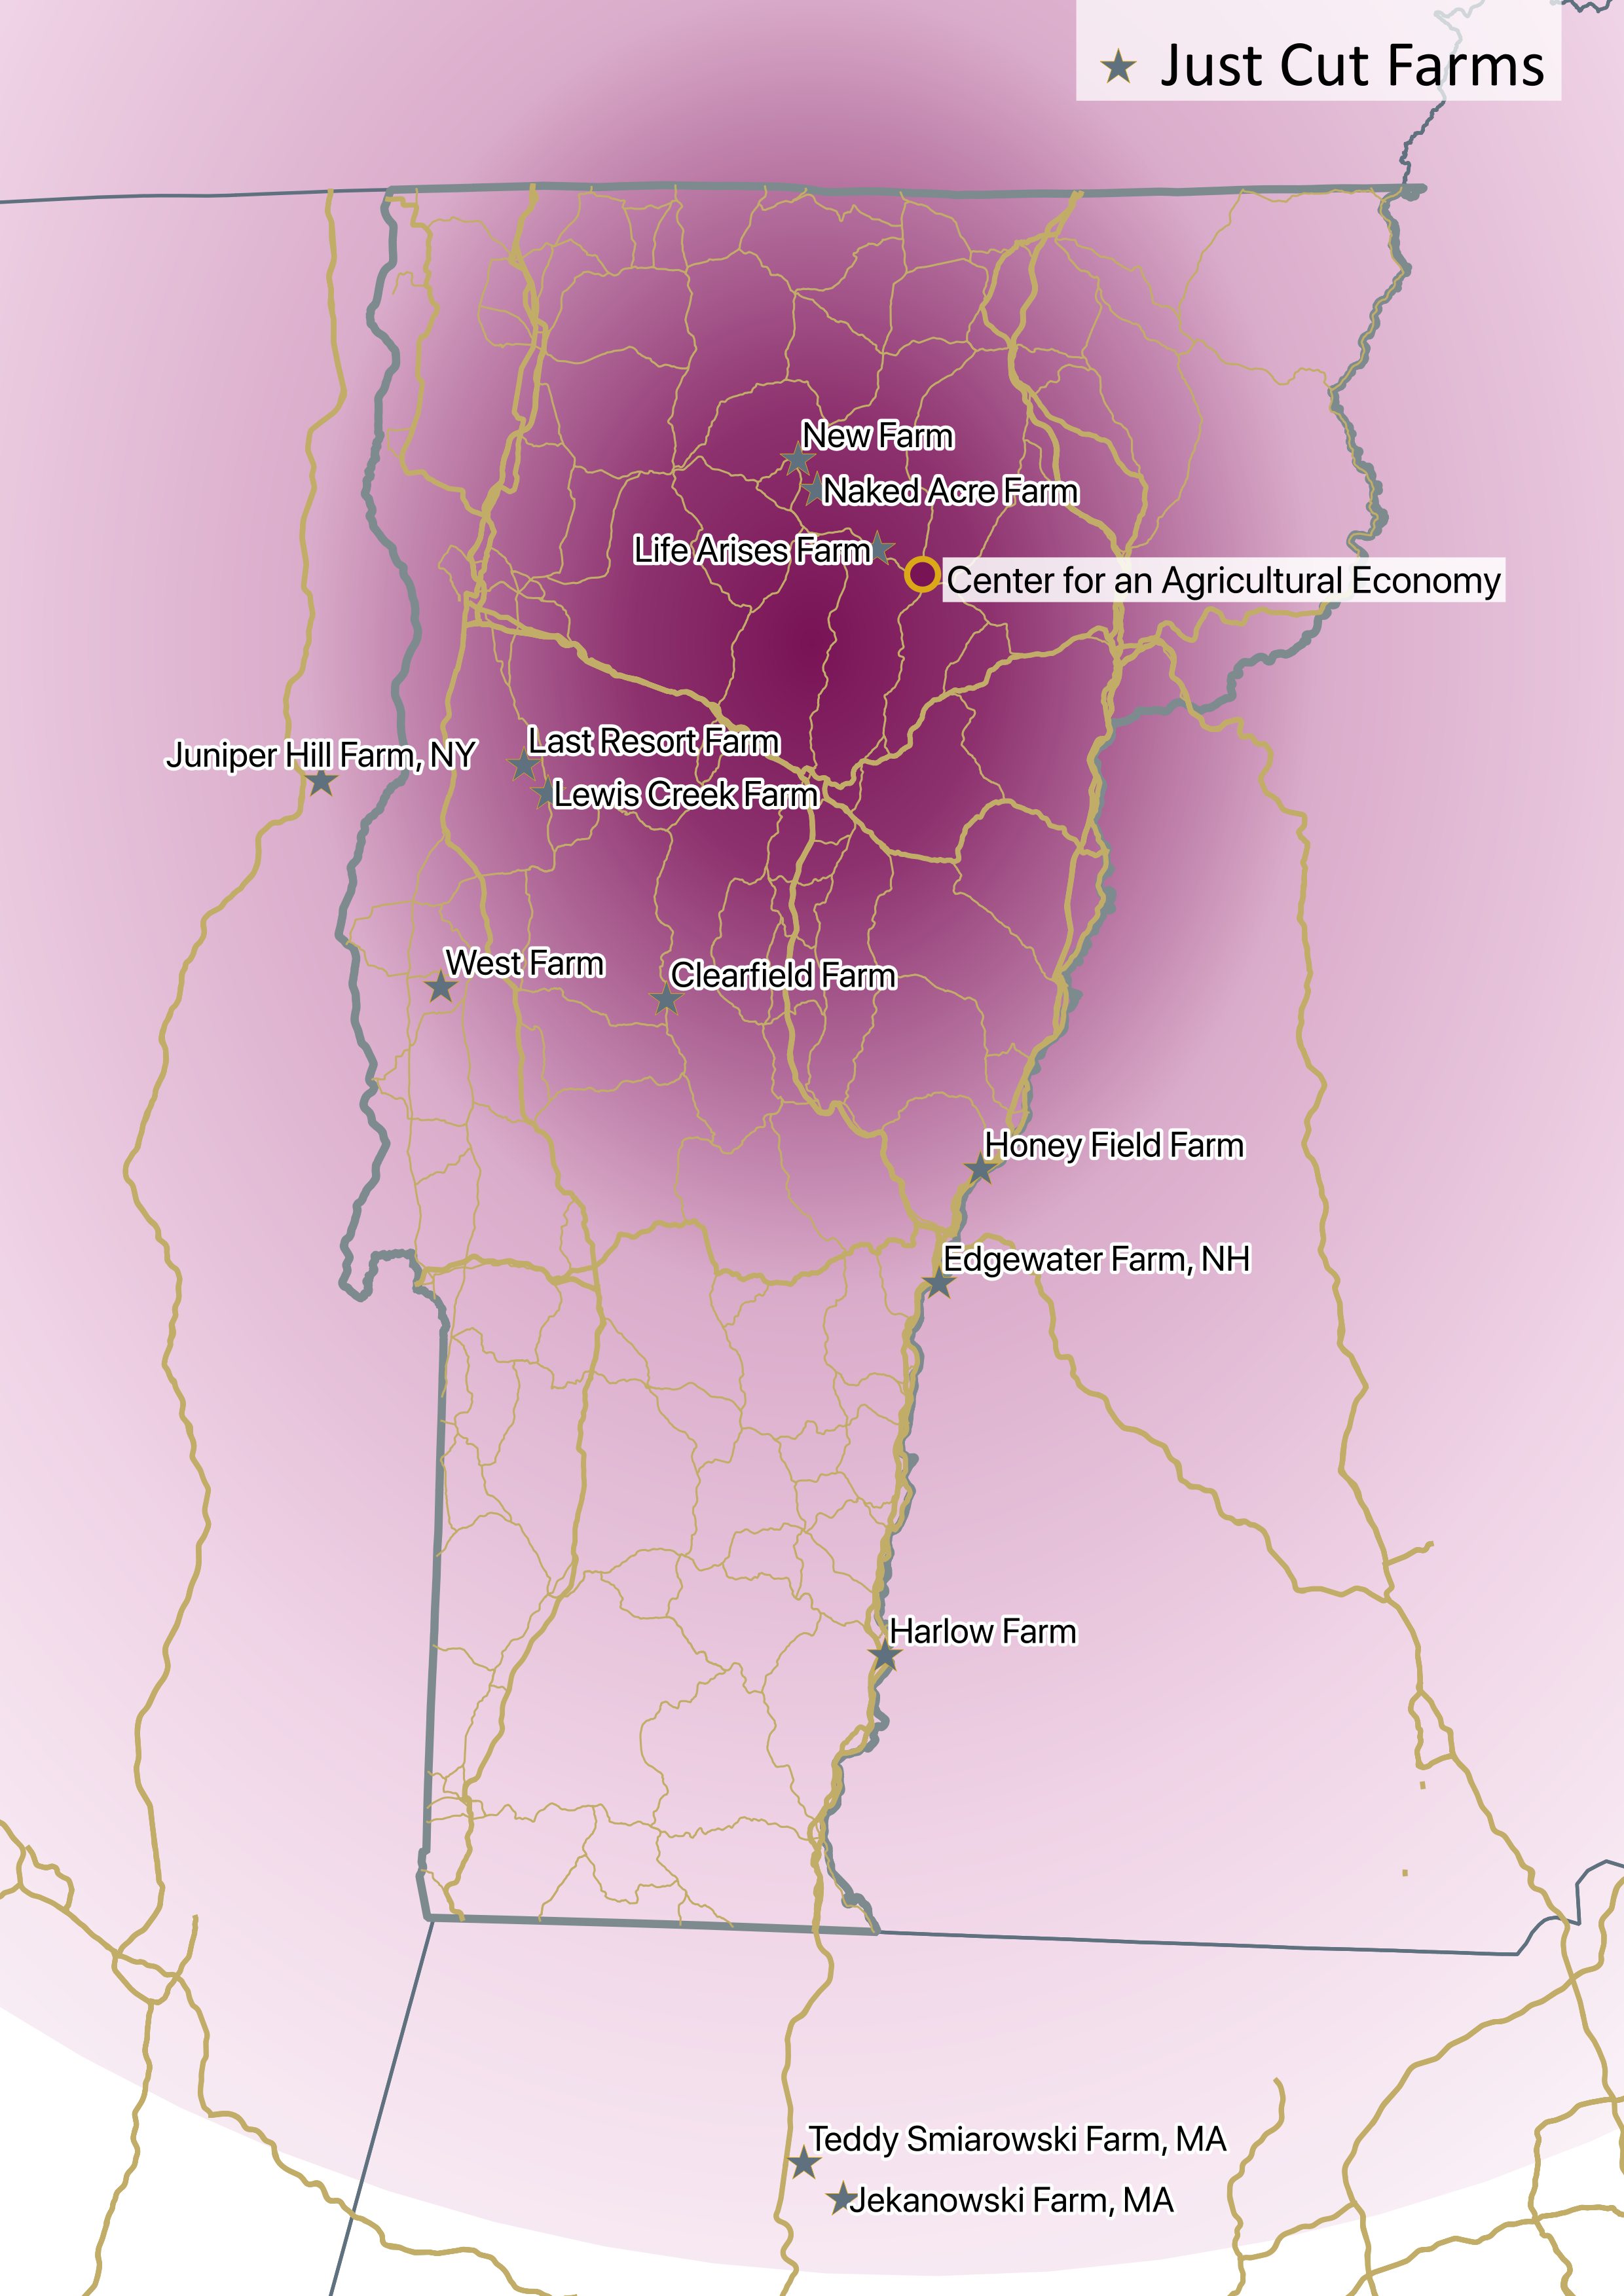 Just Cut Farms
New Farm
Naked Acre Farm
Life Arises Farm
Center for an Agricultural Economy
Last Resort Farm
Juniper Hill Farm, NY
Lewis Creek Farm
West Farm
Clearfield Farm
Honey Field Farm
Edgewater Farm, NH
Harlow Farm
Teddy Smiarowski Farm, MA
Jekanowski Farm, MA